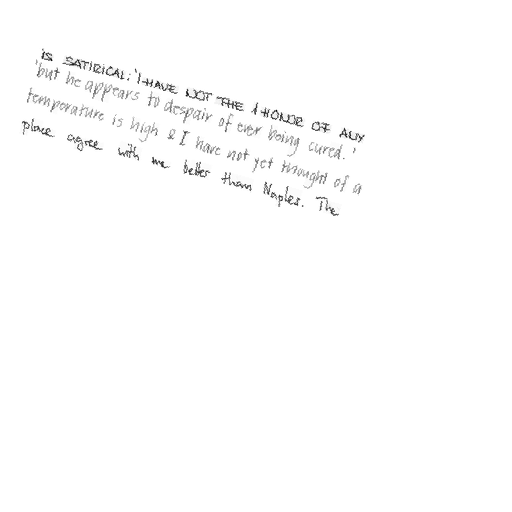 is SATIRICAL: 'I HAVE NOT THE HONOR OF ANY
'but he appears to despair of ever being cured.'
temperature is high & I have not yet thought of a
place agree with me better than Naples. The